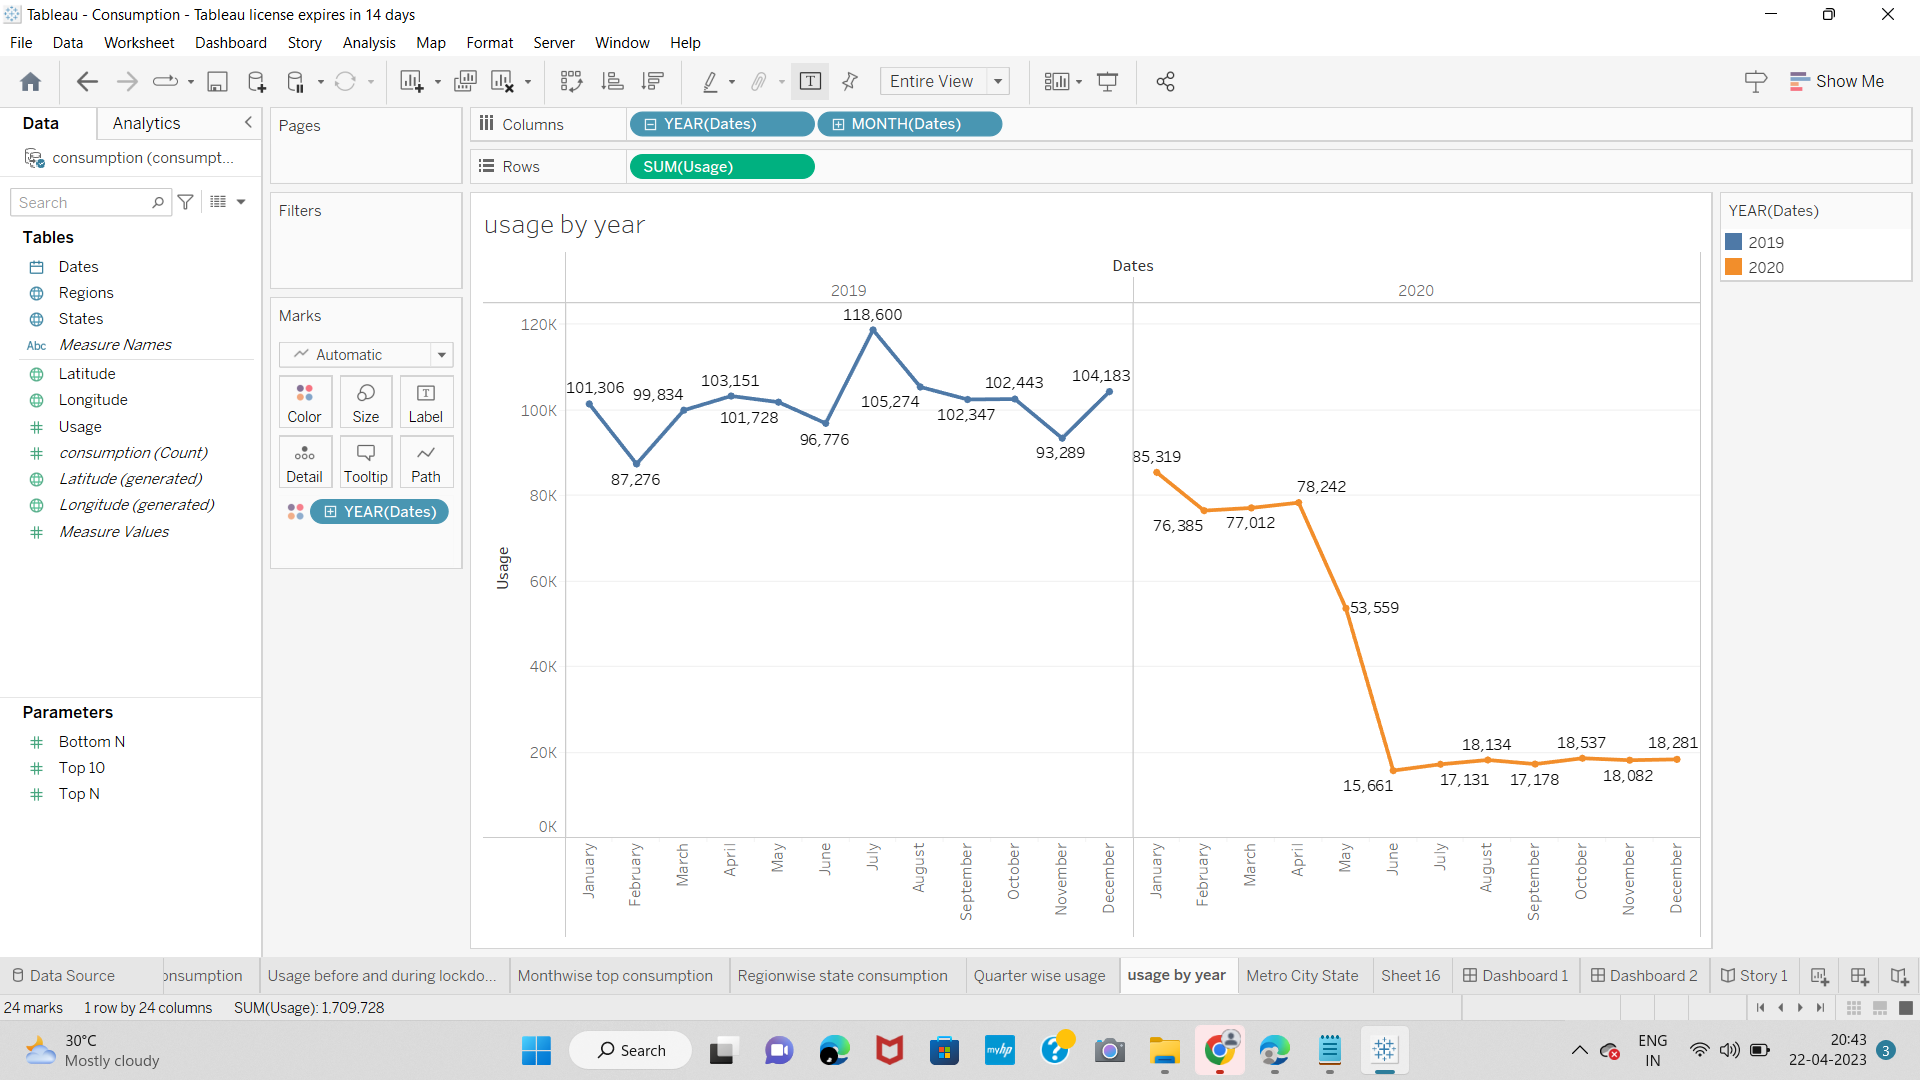 Tableau - Consumption - Tableau license expires in 14 days
File Data Worksheet Dashboard Story Analysis Map Format Server Window Help
Entire View
Show Me
Data
Analytics
consumption (consumpt...
Search
Tables
Dates
Regions
States
Abc Measure Names
Latitude
Longitude
Usage
consumption (Count)
Latitude (generated)
Longitude (generated)
Measure Values
Parameters
Bottom N
Top 10
Top N
Pages
Filters
Marks
Automatic
Color Size Label
Detail Tooltip Path
YEAR(Dates)
Columns YEAR(Dates) MONTH(Dates)
Rows SUM(Usage)
usage by year
Dates
2019 2020
Usage
120K
100K
80K
60K
40K
20K
0K
101,306
87,276
99,834
103,151
101,728
96,776
118,600
105,274
102,347
102,443
93,289
104,183
85,319
76,385
77,012
78,242
53,559
15,661
17,131
18,134
17,178
18,537
18,082
18,281
January
February
March
April
May
June
July
August
September
October
November
December
January
February
March
April
May
June
July
August
September
October
November
December
YEAR(Dates)
2019
2020
Data Source onsumption Usage before and during lockdo... Monthwise top consumption Regionwise state consumption Quarter wise usage usage by year Metro City State Sheet 16 Dashboard 1 Dashboard 2 Story 1
24 marks 1 row by 24 columns SUM(Usage): 1,709,728
30°C
Mostly cloudy
Search
myhp
ENG
IN
20:43
22-04-2023
3